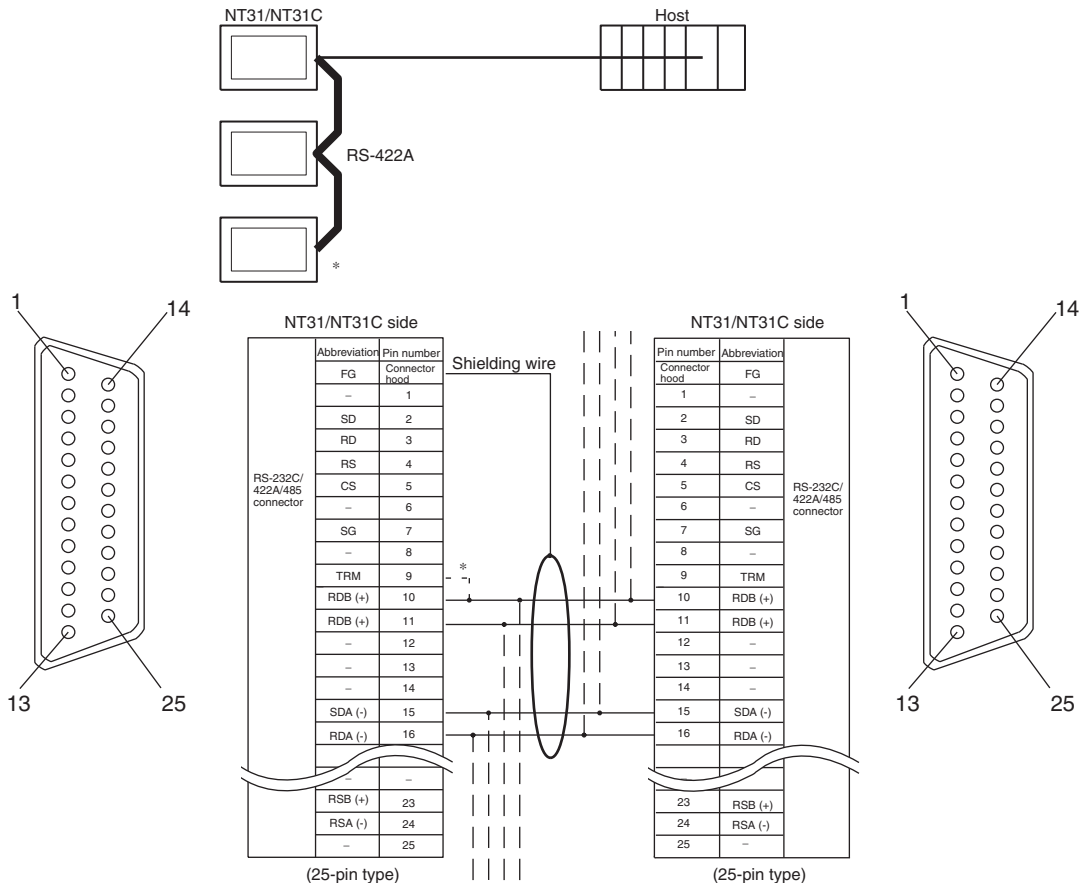 NT31/NT31C
Host
RS-422A
*
1
14
13
25
NT31/NT31C side
RS-232C/
422A/485
connector
Abbreviation Pin number
FG Connector hood
– 1
SD 2
RD 3
RS 4
CS 5
– 6
SG 7
– 8
TRM 9
RDB (+) 10
RDB (+) 11
– 12
– 13
– 14
SDA (-) 15
RDA (-) 16
– –
RSB (+) 23
RSA (-) 24
– 25
(25-pin type)
Shielding wire
*
NT31/NT31C side
Pin number Abbreviation
Connector hood FG
1 –
2 SD
3 RD
4 RS
5 CS
6 –
7 SG
8 –
9 TRM
10 RDB (+)
11 RDB (+)
12 –
13 –
14 –
15 SDA (-)
16 RDA (-)
23 RSB (+)
24 RSA (-)
25 –
RS-232C/
422A/485
connector
(25-pin type)
1
14
13
25